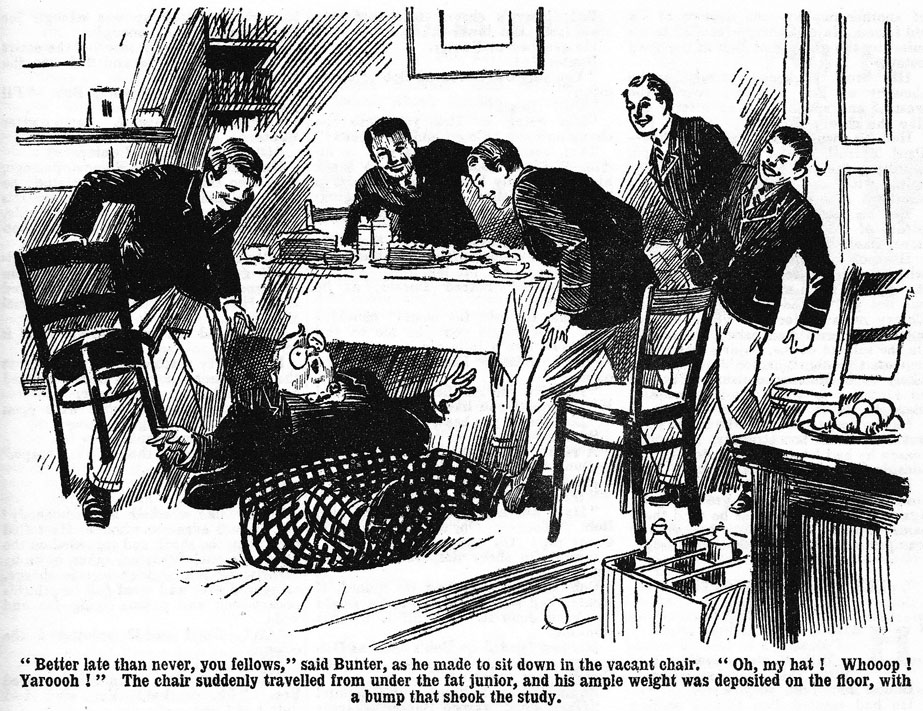 “ Better late than never, you fellows,” said Bunter, as he made to sit down in the vacant chair. “ Oh, my hat ! Whooop !
Yaroooh ! ” The chair suddenly travelled from under the fat junior, and his ample weight was deposited on the floor, with
a bump that shook the study.